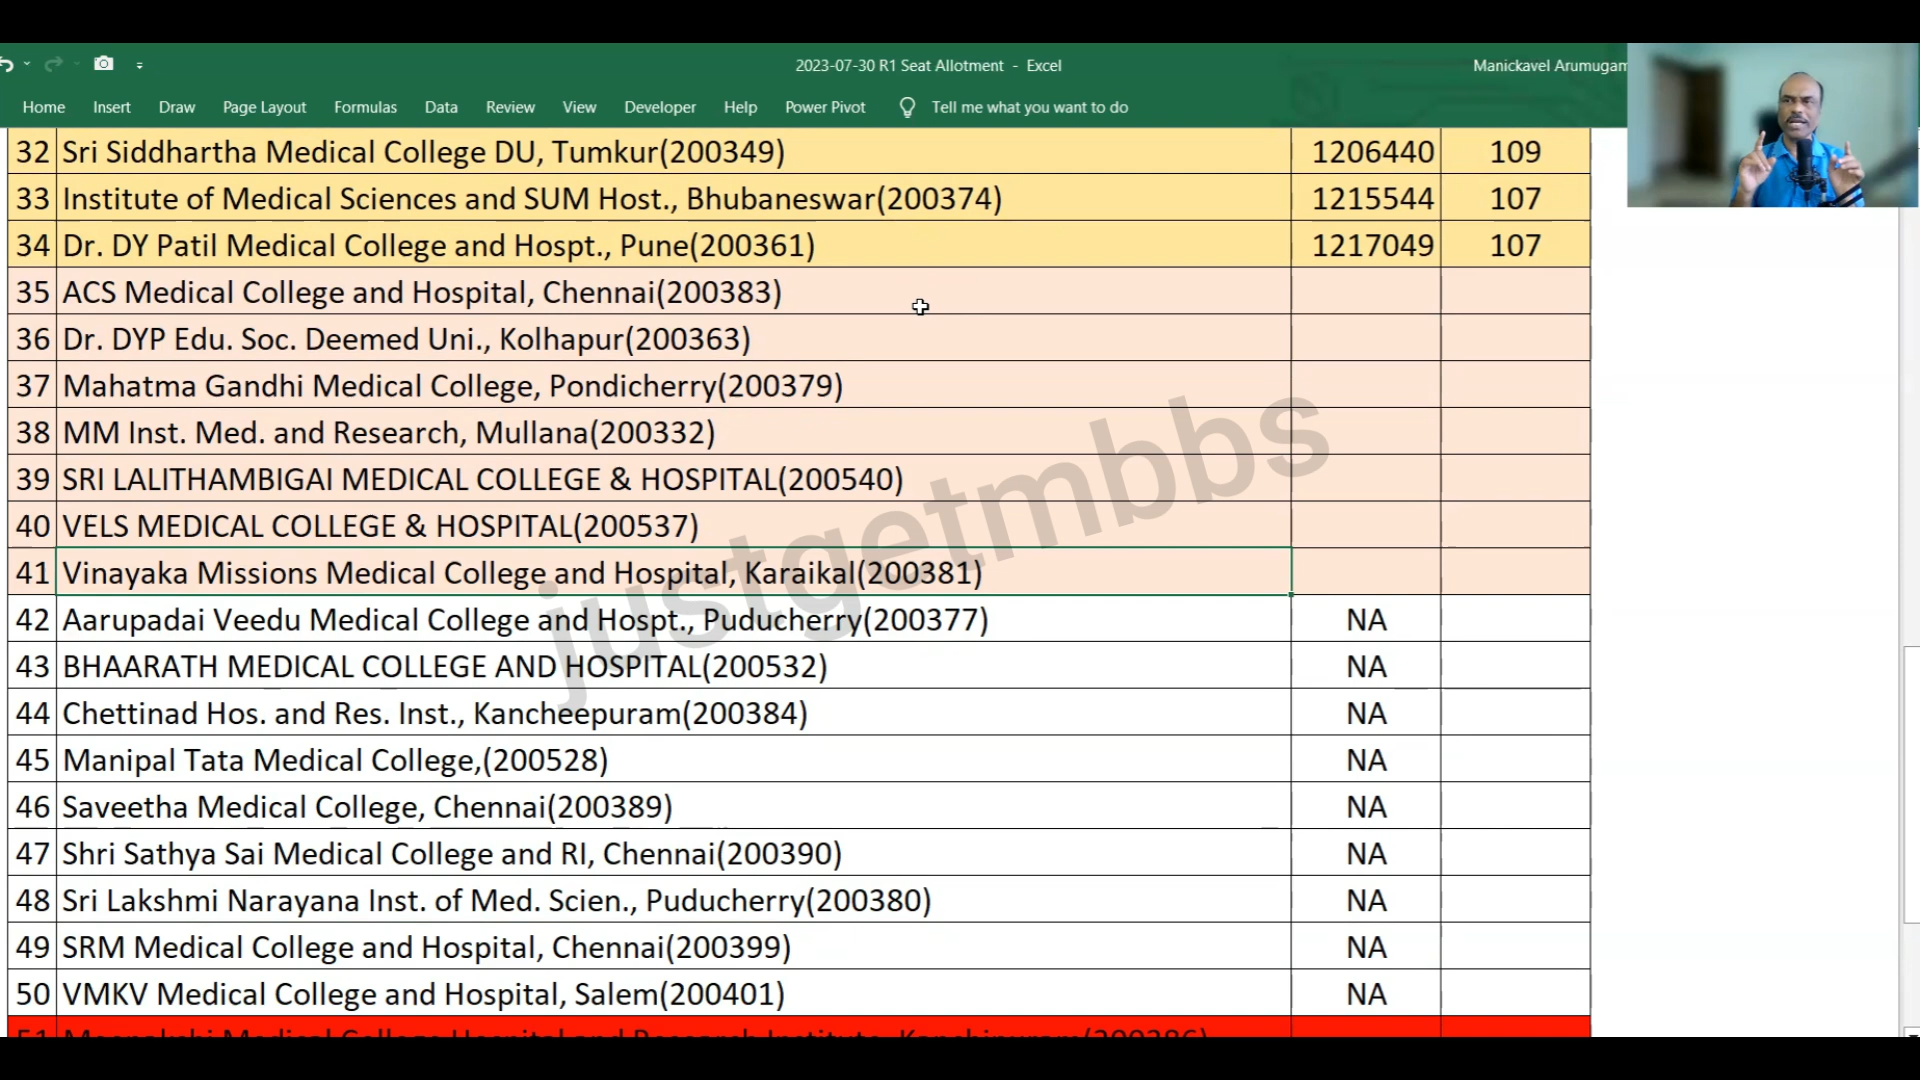 2023-07-30 R1 Seat Allotment - Excel
Manickavel Arumugam
Home Insert Draw Page Layout Formulas Data Review View Developer Help Power Pivot Tell me what you want to do
32 Sri Siddhartha Medical College DU, Tumkur(200349) 1206440 109
33 Institute of Medical Sciences and SUM Host., Bhubaneswar(200374) 1215544 107
34 Dr. DY Patil Medical College and Hospt., Pune(200361) 1217049 107
35 ACS Medical College and Hospital, Chennai(200383)
36 Dr. DYP Edu. Soc. Deemed Uni., Kolhapur(200363)
37 Mahatma Gandhi Medical College, Pondicherry(200379)
38 MM Inst. Med. and Research, Mullana(200332)
39 SRI LALITHAMBIGAI MEDICAL COLLEGE & HOSPITAL(200540)
40 VELS MEDICAL COLLEGE & HOSPITAL(200537)
41 Vinayaka Missions Medical College and Hospital, Karaikal(200381)
42 Aarupadai Veedu Medical College and Hospt., Puducherry(200377) NA
43 BHAARATH MEDICAL COLLEGE AND HOSPITAL(200532) NA
44 Chettinad Hos. and Res. Inst., Kancheepuram(200384) NA
45 Manipal Tata Medical College,(200528) NA
46 Saveetha Medical College, Chennai(200389) NA
47 Shri Sathya Sai Medical College and RI, Chennai(200390) NA
48 Sri Lakshmi Narayana Inst. of Med. Scien., Puducherry(200380) NA
49 SRM Medical College and Hospital, Chennai(200399) NA
50 VMKV Medical College and Hospital, Salem(200401) NA
51 Meenakshi Medical College Hospital and Research Institute, Kanchipuram(200386)
justgetmbbs